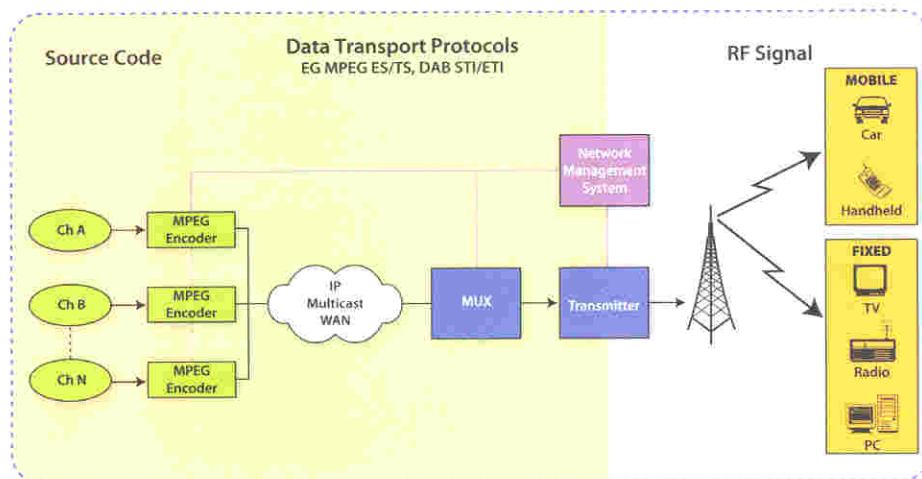 Source Code
Data Transport Protocols
EG MPEG ES/TS, DAB STI/ETI
RF Signal
MOBILE
Car
Handheld
Network
Management
System
Ch A
MPEG
Encoder
Ch B
MPEG
Encoder
IP
Multicast
WAN
MUX
Transmitter
Ch N
MPEG
Encoder
FIXED
TV
Radio
PC